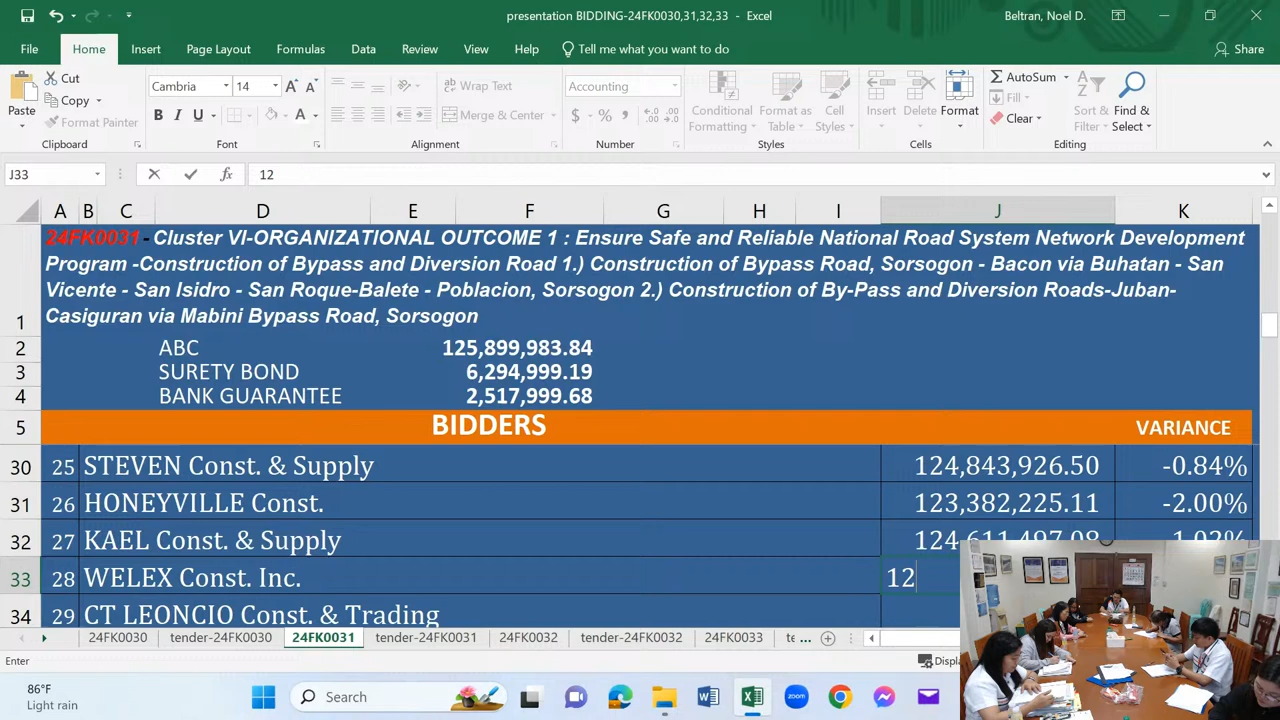 presentation BIDDING-24FK0030,31,32,33 - Excel
Beltran, Noel D.
File Home Insert Page Layout Formulas Data Review View Help Tell me what you want to do Share
Paste
Cut
Copy
Format Painter
Clipboard
Cambria 14
B I U
Font
Wrap Text
Merge & Center
Alignment
Accounting
$ % ,
Number
Conditional Formatting
Format as Table
Cell Styles
Styles
Insert Delete Format
Cells
AutoSum
Fill
Clear
Sort & Filter
Find & Select
Editing
J33 fx 12
A B C D E F G H I J K
1 24FK0031- Cluster VI-ORGANIZATIONAL OUTCOME 1 : Ensure Safe and Reliable National Road System Network Development
Program -Construction of Bypass and Diversion Road 1.) Construction of Bypass Road, Sorsogon - Bacon via Buhatan - San
Vicente - San Isidro - San Roque-Balete - Poblacion, Sorsogon 2.) Construction of By-Pass and Diversion Roads-Juban-
Casiguran via Mabini Bypass Road, Sorsogon
2 ABC 125,899,983.84
3 SURETY BOND 6,294,999.19
4 BANK GUARANTEE 2,517,999.68
5 BIDDERS VARIANCE
30 25 STEVEN Const. & Supply 124,843,926.50 -0.84%
31 26 HONEYVILLE Const. 123,382,225.11 -2.00%
32 27 KAEL Const. & Supply 124,611,497.08 -1.02%
33 28 WELEX Const. Inc. 12
34 29 CT LEONCIO Const. & Trading
24FK0030 tender-24FK0030 24FK0031 tender-24FK0031 24FK0032 tender-24FK0032 24FK0033 te ...
Enter
86°F
Light rain
Search
zoom